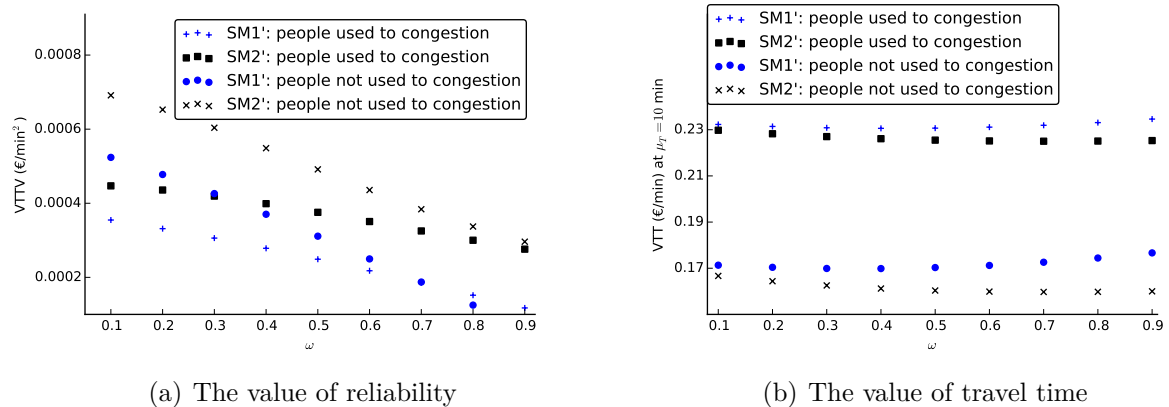 SM1': people used to congestion
SM2': people used to congestion
SM1': people not used to congestion
SM2': people not used to congestion
0.0008
0.0006
0.0004
0.0002
VTTV (€/min²)
0.1 0.2 0.3 0.4 0.5 0.6 0.7 0.8 0.9
ω
(a) The value of reliability
SM1': people used to congestion
SM2': people used to congestion
SM1': people not used to congestion
SM2': people not used to congestion
0.23
0.21
0.19
0.17
VTT (€/min) at μ_T = 10 min
0.1 0.2 0.3 0.4 0.5 0.6 0.7 0.8 0.9
ω
(b) The value of travel time